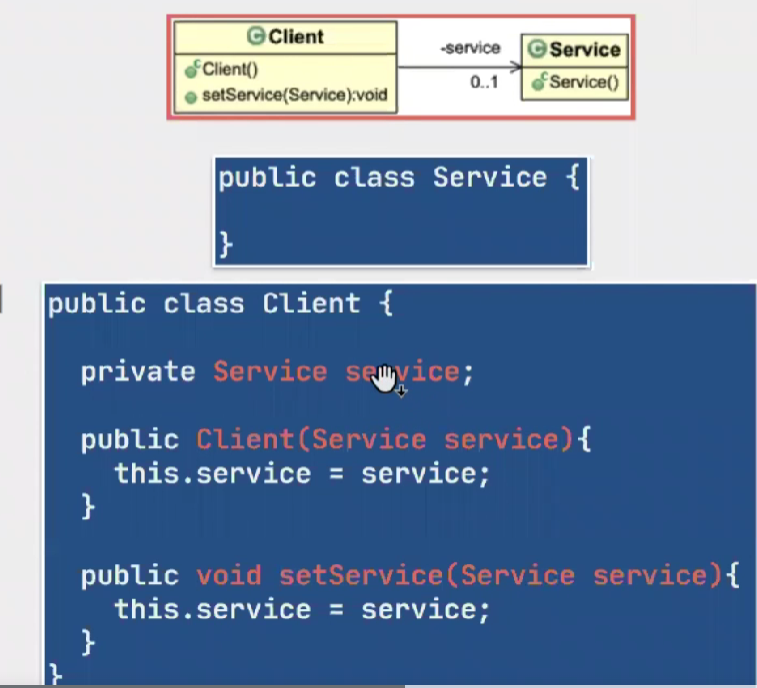 Client
Client()
setService(Service):void
-service
0..1
Service
Service()
public class Service {
}
public class Client {
private Service service;
public Client(Service service){
this.service = service;
}
public void setService(Service service){
this.service = service;
}
}